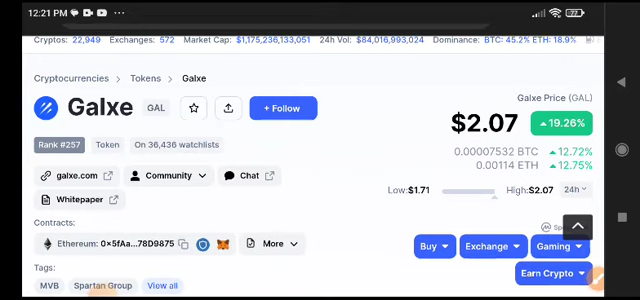 12:21 PM
77
Cryptos: 22,949 Exchanges: 572 Market Cap: $1,175,236,133,051 24h Vol: $84,016,993,024 Dominance: BTC: 45.2% ETH: 18.9%
Cryptocurrencies > Tokens > Galxe
Galxe GAL + Follow
Rank #257 Token On 36,436 watchlists
galxe.com Community Chat
Whitepaper
Contracts:
Ethereum: 0x5fAa...78D9875 More
Tags:
MVB Spartan Group View all
Galxe Price (GAL)
$2.07 19.26%
0.00007532 BTC 12.72%
0.00114 ETH 12.75%
Low:$1.71 High:$2.07 24h
Buy Exchange Gaming
Earn Crypto